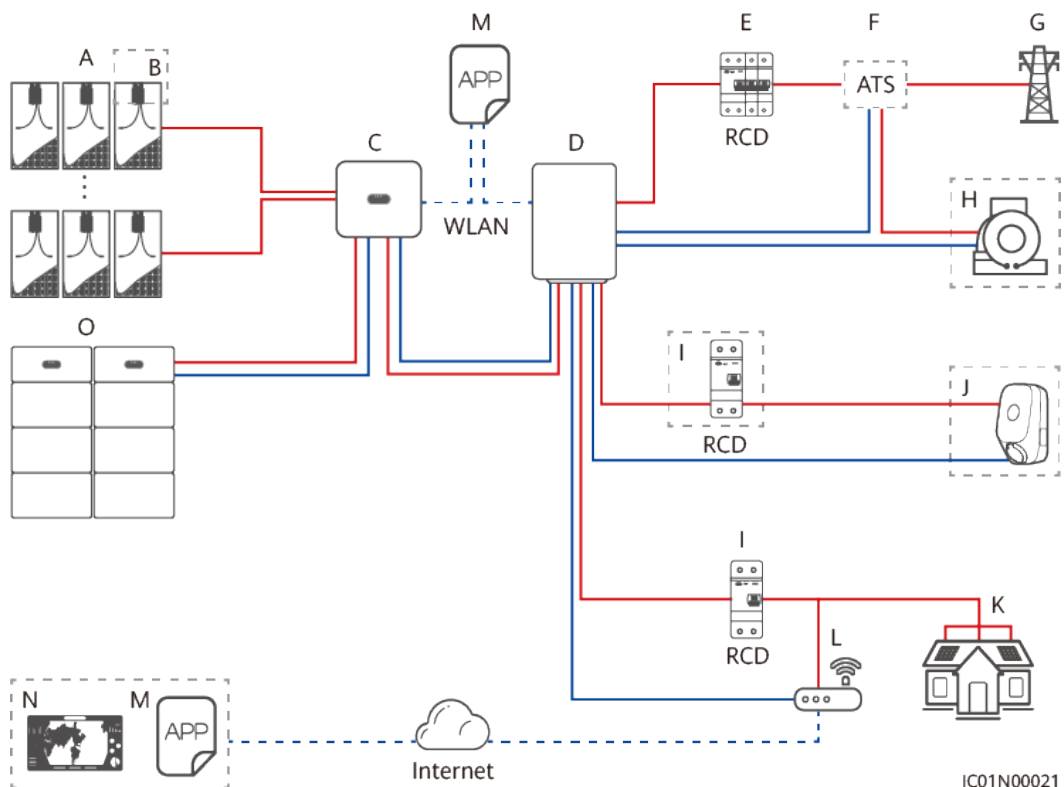 M
E
F
G
A
B
APP
ATS
RCD
C
D
WLAN
H
O
I
J
RCD
I
K
L
RCD
N
M
APP
Internet
IC01N00021